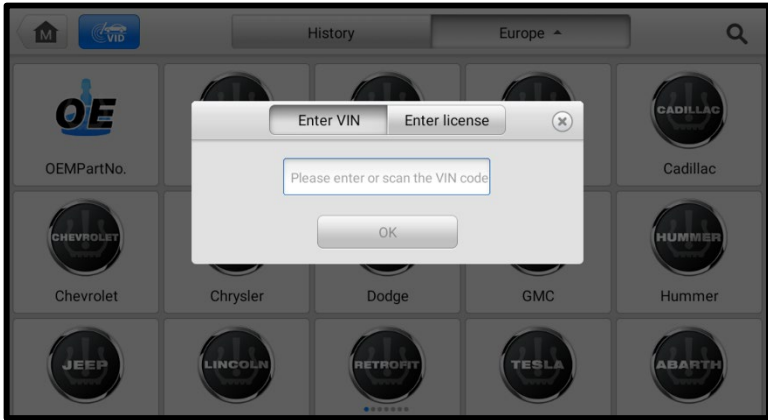 M
VID
History
Europe
Enter VIN
Enter license
Please enter or scan the VIN code
OK
OE
CADILLAC
OEMPartNo.
Cadillac
CHEVROLET
HUMMER
Chevrolet
Chrysler
Dodge
GMC
Hummer
JEEP
LINCOLN
RETROFIT
TESLA
ABARTH